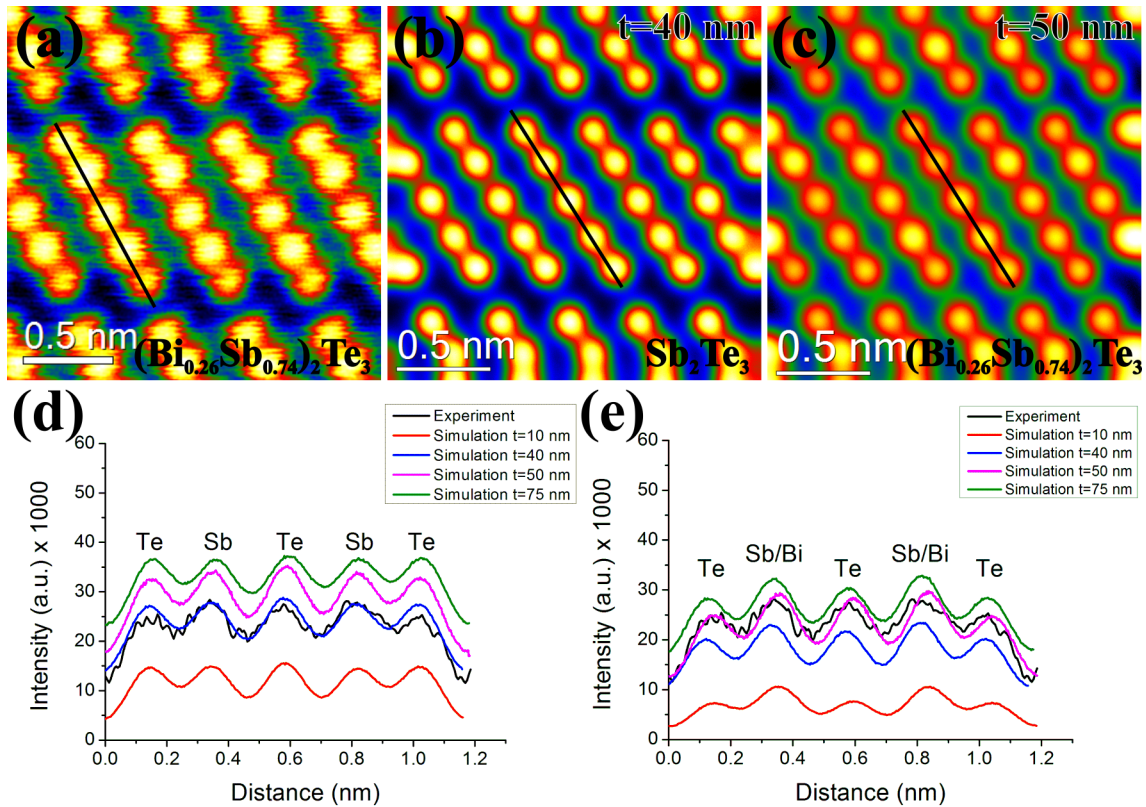 (a)
0.5 nm
(Bi0.26Sb0.74)2Te3
(b)
t=40 nm
0.5 nm
Sb2Te3
(c)
t=50 nm
0.5 nm
(Bi0.26Sb0.74)2Te3
(d)
Experiment
Simulation t=10 nm
Simulation t=40 nm
Simulation t=50 nm
Simulation t=75 nm
Te Sb Te Sb Te
Intensity (a.u.) x 1000
60
50
40
30
20
10
0
0.0 0.2 0.4 0.6 0.8 1.0 1.2
Distance (nm)
(e)
Experiment
Simulation t=10 nm
Simulation t=40 nm
Simulation t=50 nm
Simulation t=75 nm
Te Sb/Bi Te Sb/Bi Te
Intensity (a.u.) x 1000
60
50
40
30
20
10
0
0.0 0.2 0.4 0.6 0.8 1.0 1.2
Distance (nm)